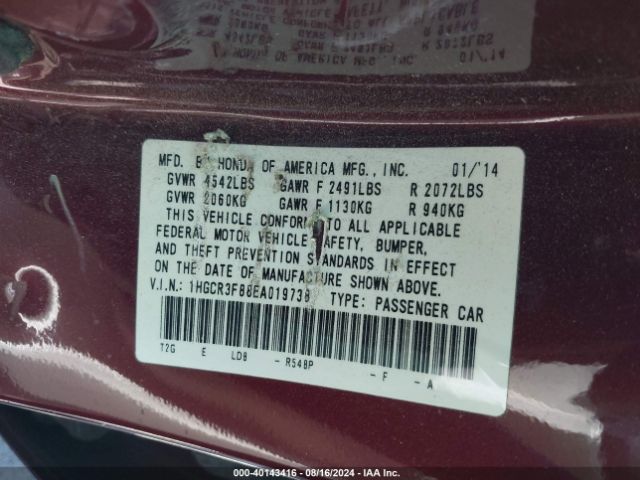 MFD. BY HONDA OF AMERICA MFG., INC. 01/'14
GVWR 4542LBS GAWR F 2491LBS R 2072LBS
GVWR 2060KG GAWR F 1130KG R 940KG
THIS VEHICLE CONFORMS TO ALL APPLICABLE
FEDERAL MOTOR VEHICLE SAFETY, BUMPER,
AND THEFT PREVENTION STANDARDS IN EFFECT
ON THE DATE OF MANUFACTURE SHOWN ABOVE.
V.I.N.: 1HGCR3F88EA019738 TYPE: PASSENGER CAR
T2G E LDB - R548P - F - A
000-40143416 - 08/16/2024 - IAA Inc.